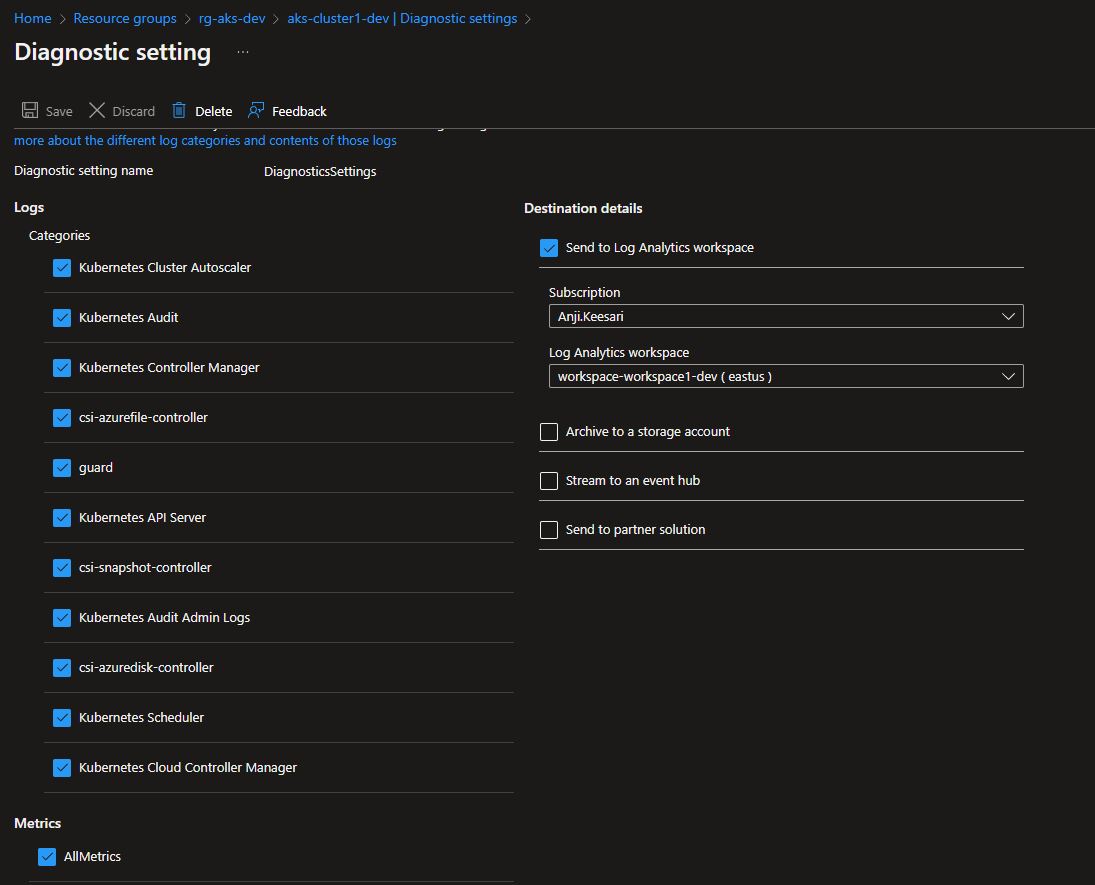 Home > Resource groups > rg-aks-dev > aks-cluster1-dev | Diagnostic settings >
Diagnostic setting ...
Save Discard Delete Feedback
more about the different log categories and contents of those logs
Diagnostic setting name DiagnosticsSettings
Logs
Categories
Kubernetes Cluster Autoscaler
Kubernetes Audit
Kubernetes Controller Manager
csi-azurefile-controller
guard
Kubernetes API Server
csi-snapshot-controller
Kubernetes Audit Admin Logs
csi-azuredisk-controller
Kubernetes Scheduler
Kubernetes Cloud Controller Manager
Metrics
AllMetrics
Destination details
Send to Log Analytics workspace
Subscription
Anji.Keesari
Log Analytics workspace
workspace-workspace1-dev ( eastus )
Archive to a storage account
Stream to an event hub
Send to partner solution